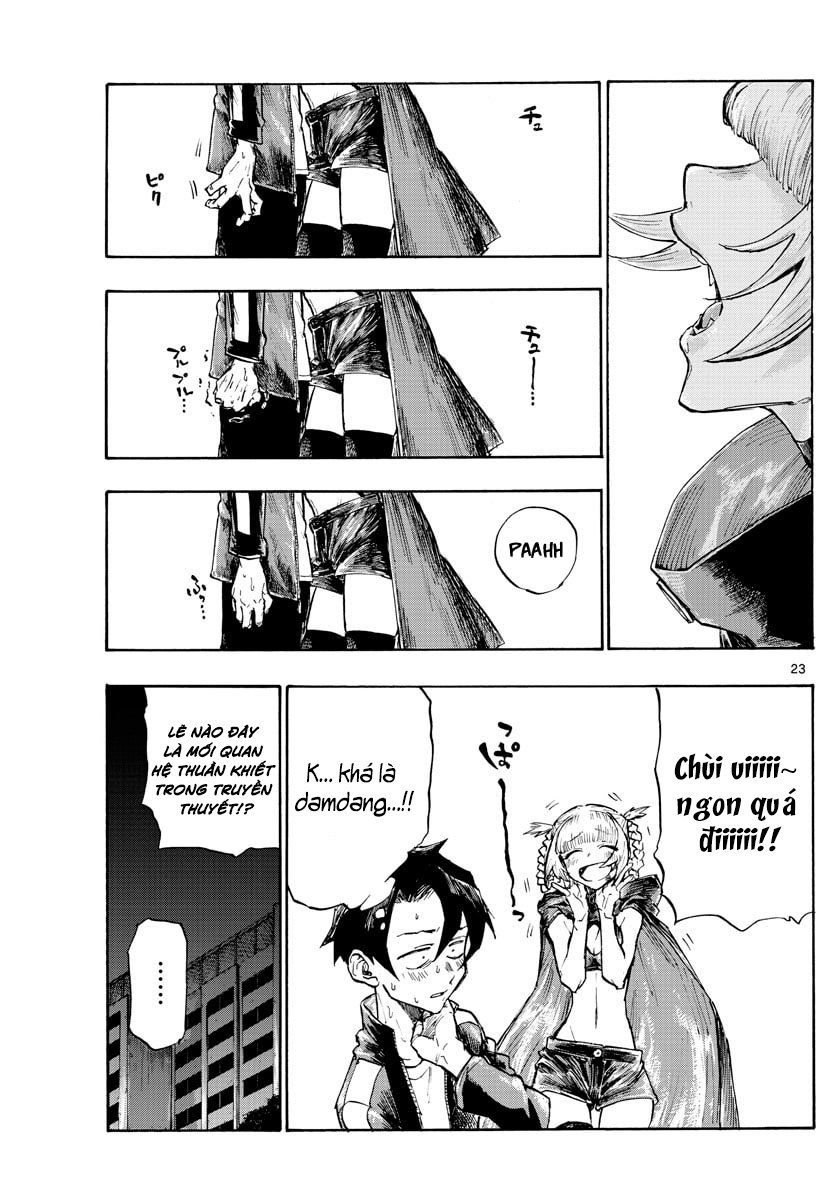 チュ
ピク
チュー……
プルプル…
PAAHH
ふぅ…
23
Chùi uiiiii~
ngon quá
điiiiii!!
っぱー
K... khá là
damdang...!!
LẼ NÀO ĐÂY
LÀ MỐI QUAN
HỆ THUẦN KHIẾT
TRONG TRUYỀN
THUYẾT!?
......